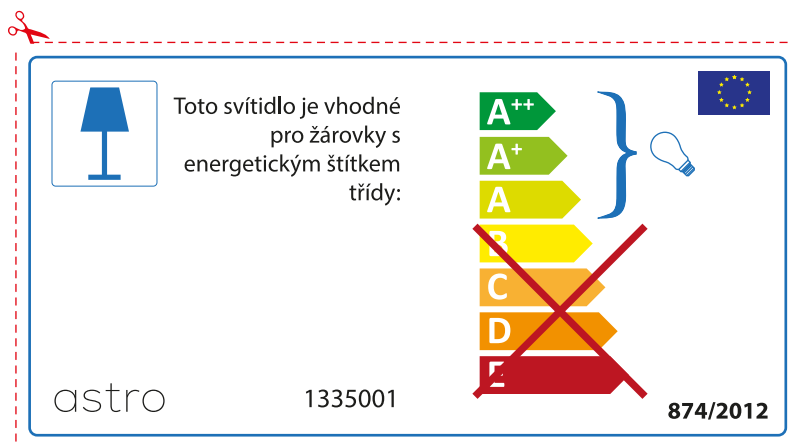 Toto svítidlo je vhodné
pro žárovky s
energetickým štítkem
třídy:
A++
A+
A
B
C
D
E
astro
1335001
874/2012